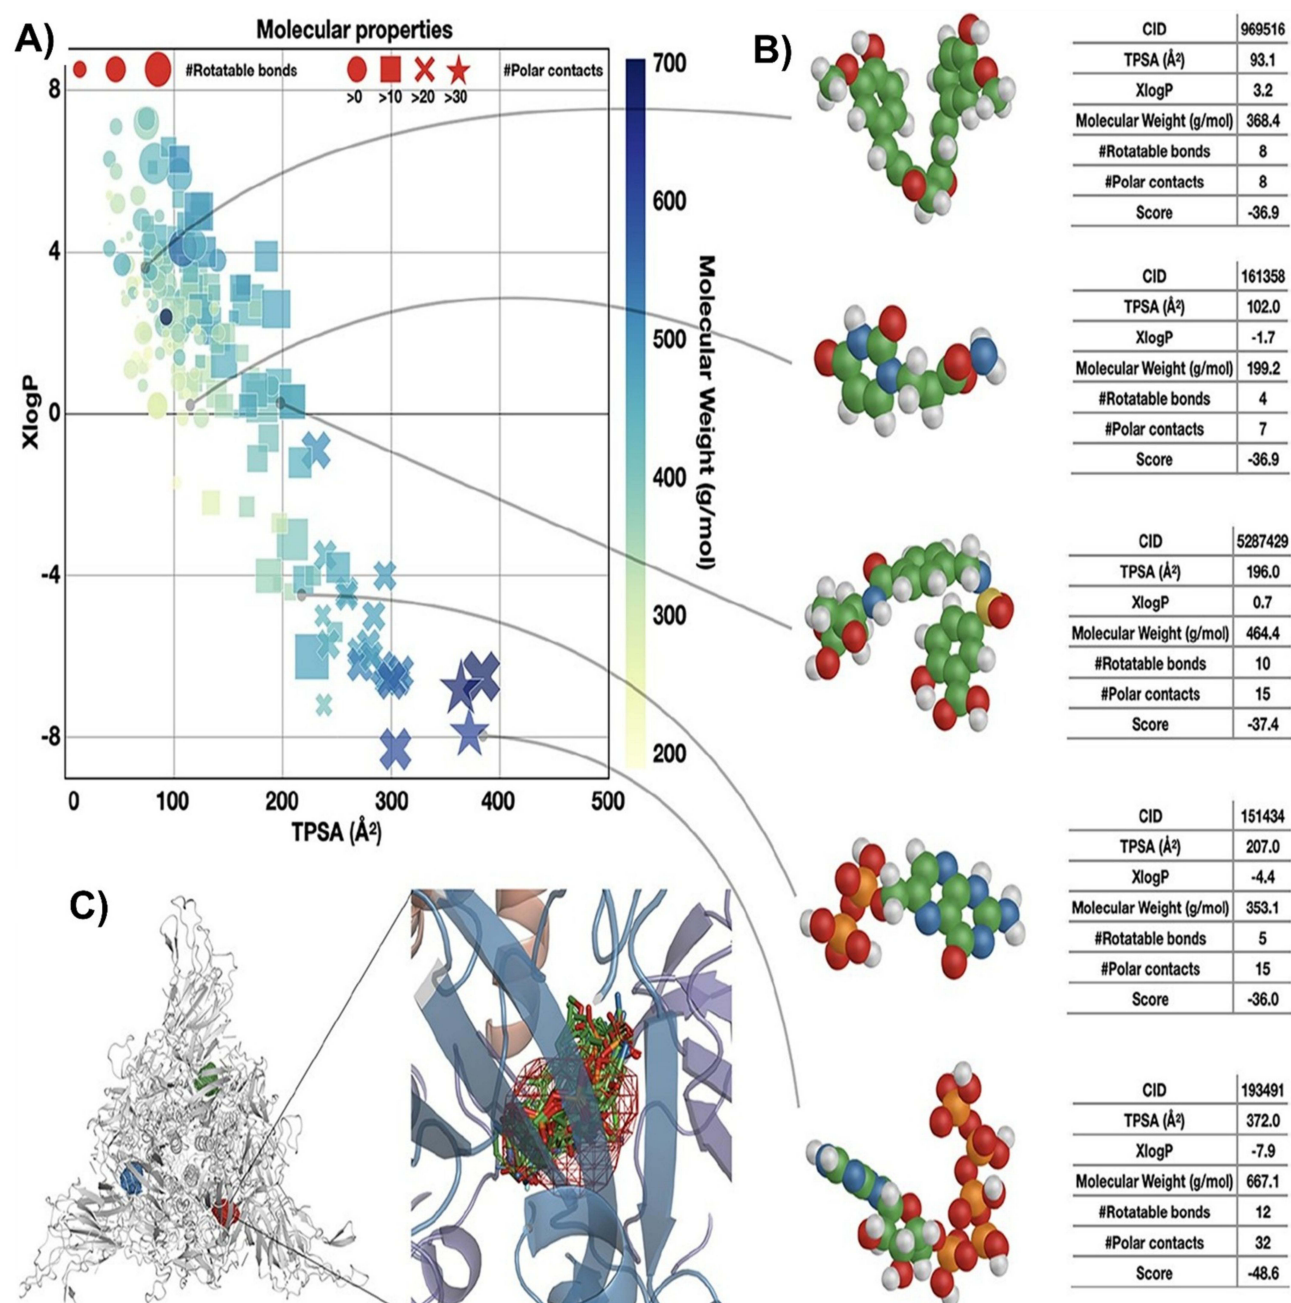 A)
Molecular properties
#Rotatable bonds
#Polar contacts
>0 >10 >20 >30
8
4
0
-4
-8
XlogP
0 100 200 300 400 500
TPSA (Å²)
700
600
500
400
300
200
Molecular Weight (g/mol)
B)
CID 969516
TPSA (Å²) 93.1
XlogP 3.2
Molecular Weight (g/mol) 368.4
#Rotatable bonds 8
#Polar contacts 8
Score -36.9
CID 161358
TPSA (Å²) 102.0
XlogP -1.7
Molecular Weight (g/mol) 199.2
#Rotatable bonds 4
#Polar contacts 7
Score -36.9
CID 5287429
TPSA (Å²) 196.0
XlogP 0.7
Molecular Weight (g/mol) 464.4
#Rotatable bonds 10
#Polar contacts 15
Score -37.4
CID 151434
TPSA (Å²) 207.0
XlogP -4.4
Molecular Weight (g/mol) 353.1
#Rotatable bonds 5
#Polar contacts 15
Score -36.0
CID 193491
TPSA (Å²) 372.0
XlogP -7.9
Molecular Weight (g/mol) 667.1
#Rotatable bonds 12
#Polar contacts 32
Score -48.6
C)